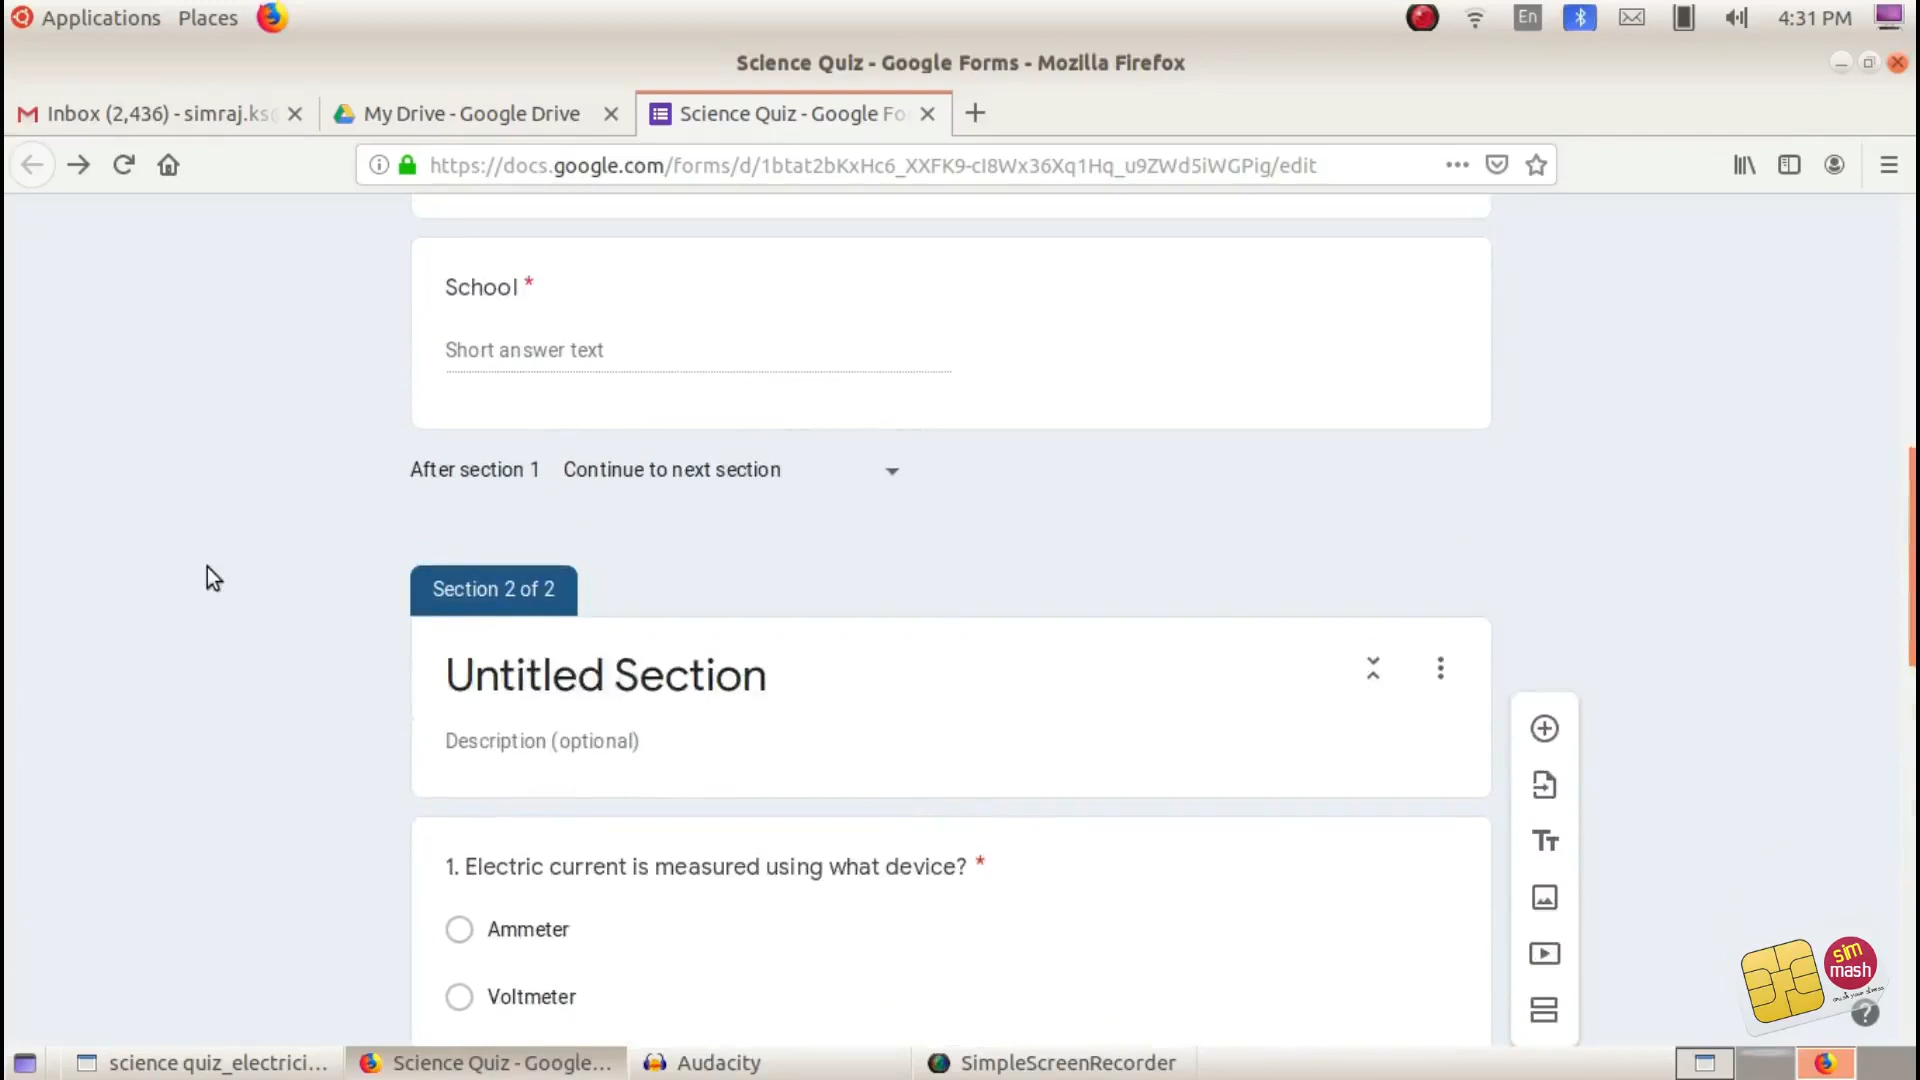 Applications Places
En
4:31 PM
Science Quiz - Google Forms - Mozilla Firefox
Inbox (2,436) - simraj.ks
My Drive - Google Drive
Science Quiz - Google Fo
https://docs.google.com/forms/d/1btat2bKxHc6_XXFK9-cI8Wx36Xq1Hq_u9ZWd5iWGPig/edit
School *
Short answer text
After section 1 Continue to next section
Section 2 of 2
Untitled Section
Description (optional)
1. Electric current is measured using what device? *
Ammeter
Voltmeter
Tт
sim
mash
?
science quiz_electrici...
Science Quiz - Google...
Audacity
SimpleScreenRecorder